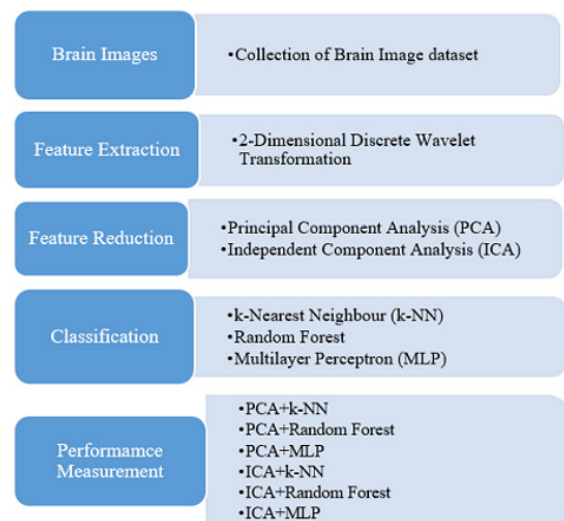 Brain Images
•Collection of Brain Image dataset
Feature Extraction
•2-Dimensional Discrete Wavelet
Transformation
Feature Reduction
•Principal Component Analysis (PCA)
•Independent Component Analysis (ICA)
Classification
•k-Nearest Neighbour (k-NN)
•Random Forest
•Multilayer Perceptron (MLP)
Performamce
Measurement
•PCA+k-NN
•PCA+Random Forest
•PCA+MLP
•ICA+k-NN
•ICA+Random Forest
•ICA+MLP